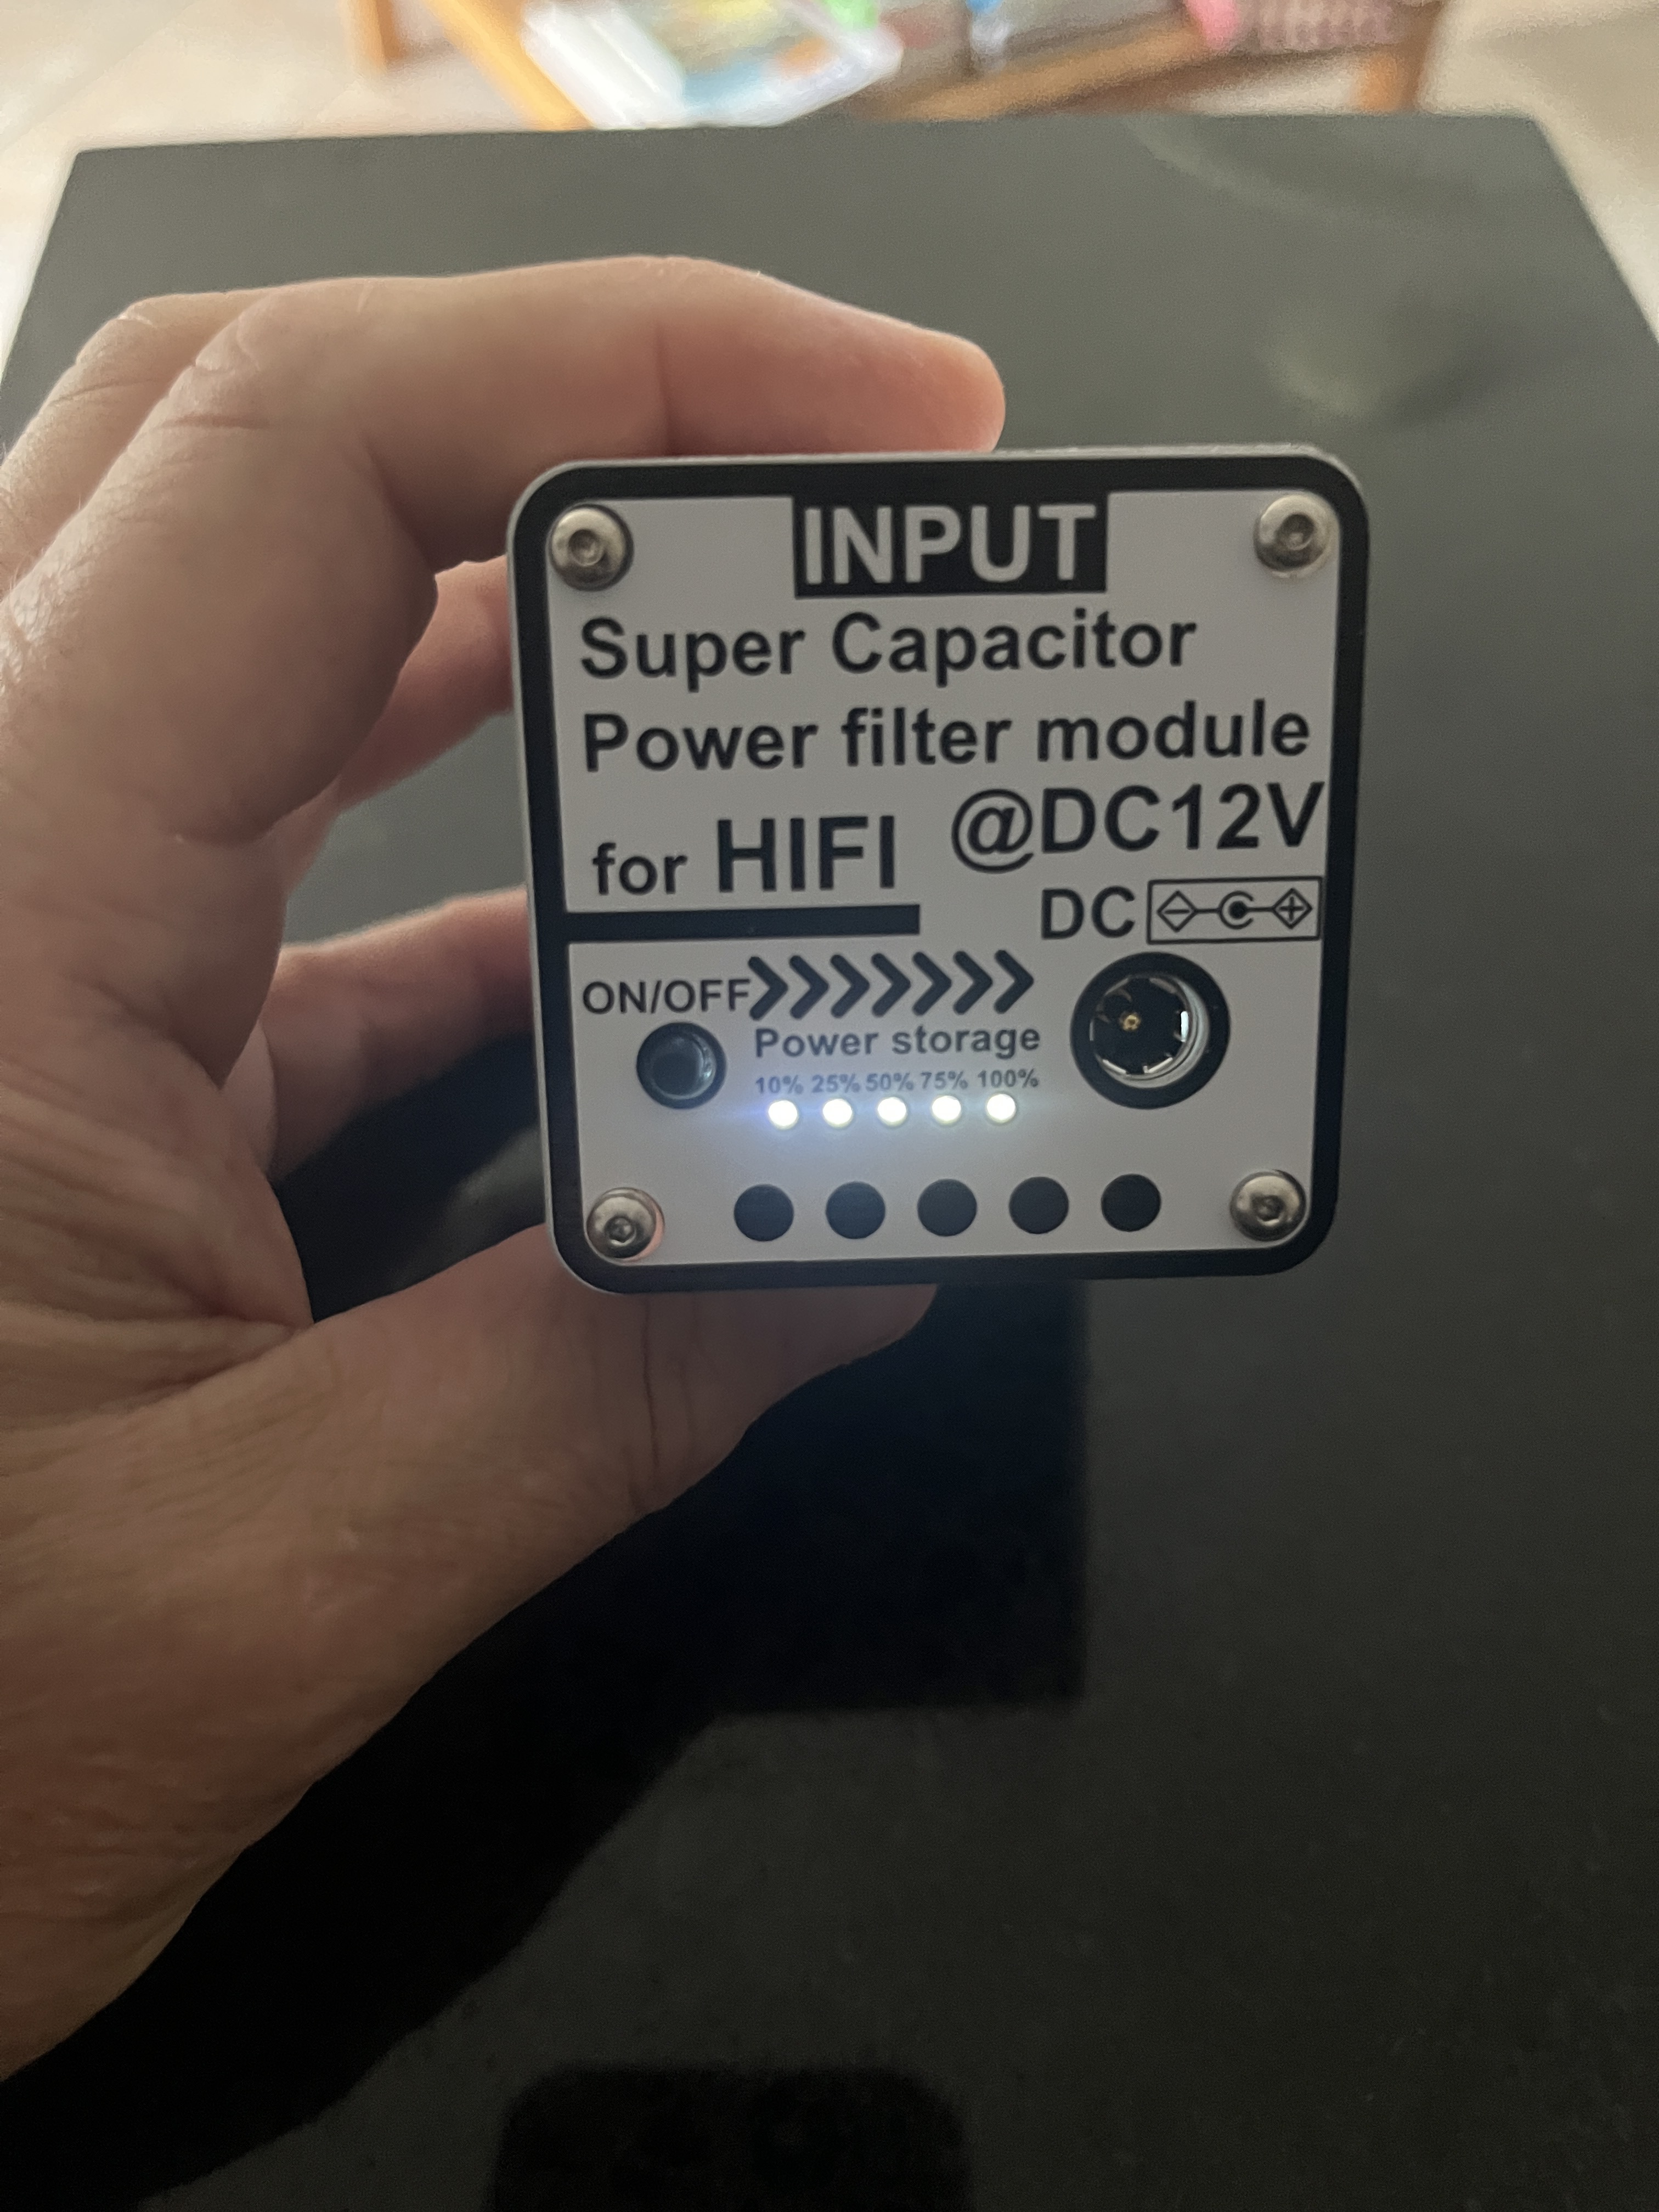 INPUT
Super Capacitor
Power filter module
for HIFI @DC12V
DC
ON/OFF
Power storage
10% 25% 50% 75% 100%